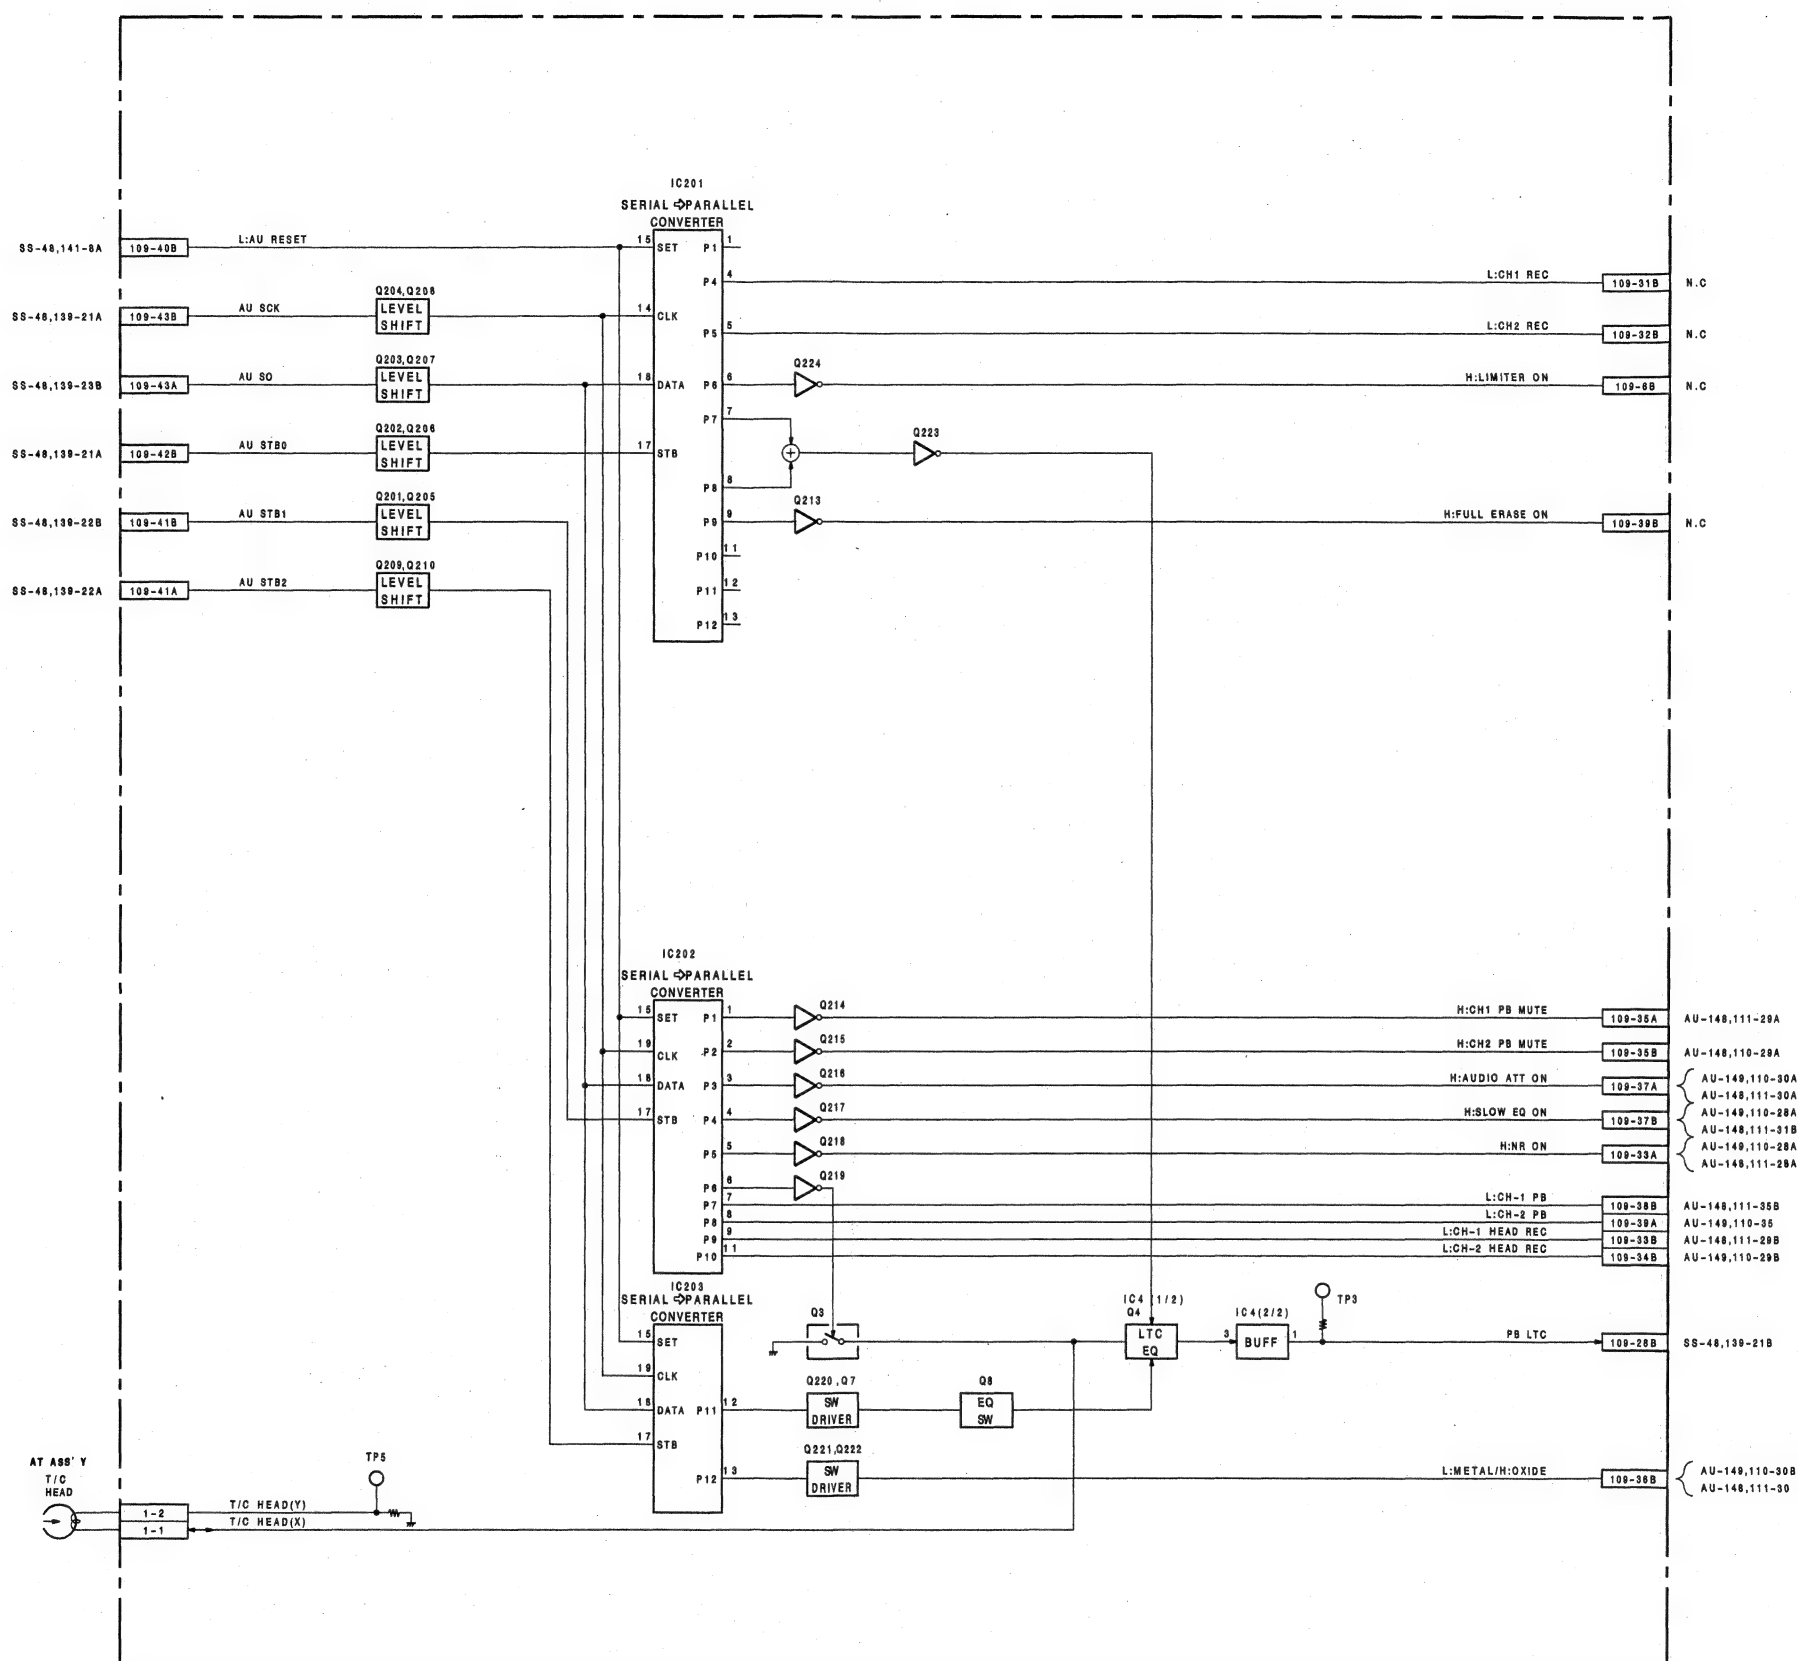 IC201
SERIAL ⇨PARALLEL
CONVERTER
SS-48,141-8A 109-40B L:AU RESET 15 SET P1 1
P4 4 L:CH1 REC 109-31B N.C
Q204,Q208
SS-48,139-21A 109-43B AU SCK LEVEL SHIFT 14 CLK
P5 5 L:CH2 REC 109-32B N.C
Q203,Q207 Q224
SS-48,139-23B 109-43A AU SO LEVEL SHIFT 18 DATA P6 6 H:LIMITER ON 109-6B N.C
P7 7
Q202,Q206 Q223
SS-48,139-21A 109-42B AU STB0 LEVEL SHIFT 17 STB
P8 8
Q201,Q205 Q213
SS-48,139-22B 109-41B AU STB1 LEVEL SHIFT P9 9 H:FULL ERASE ON 109-39B N.C
P10 11
Q209,Q210
SS-48,139-22A 109-41A AU STB2 LEVEL SHIFT P11 12
P12 13
IC202
SERIAL ⇨PARALLEL
CONVERTER
15 SET P1 1 Q214 H:CH1 PB MUTE 109-35A AU-148,111-29A
19 CLK P2 2 Q215 H:CH2 PB MUTE 109-35B AU-148,110-29A
18 DATA P3 3 Q216 H:AUDIO ATT ON 109-37A AU-149,110-30A
AU-148,111-30A
17 STB P4 4 Q217 H:SLOW EQ ON 109-37B AU-149,110-28A
AU-148,111-31B
P5 5 Q218 H:NR ON 109-33A AU-149,110-28A
AU-148,111-28A
P6 6 Q219
P7 7 L:CH-1 PB 109-38B AU-148,111-35B
P8 8 L:CH-2 PB 109-39A AU-149,110-35
P9 9 L:CH-1 HEAD REC 109-33B AU-148,111-29B
P10 11 L:CH-2 HEAD REC 109-34B AU-149,110-29B
IC203
SERIAL ⇨PARALLEL
CONVERTER
Q3 IC4 (1/2) Q4 IC4(2/2) TP3
15 SET LTC EQ 3 BUFF 1 PB LTC 109-28B SS-48,139-21B
19 CLK
Q220,Q7 Q8
18 DATA P11 12 SW DRIVER EQ SW
17 STB
Q221,Q222
P12 13 SW DRIVER L:METAL/H:OXIDE 109-36B AU-149,110-30B
AU-148,111-30
AT ASS'Y
T/C
HEAD
TP5
1-2 T/C HEAD(Y)
1-1 T/C HEAD(X)